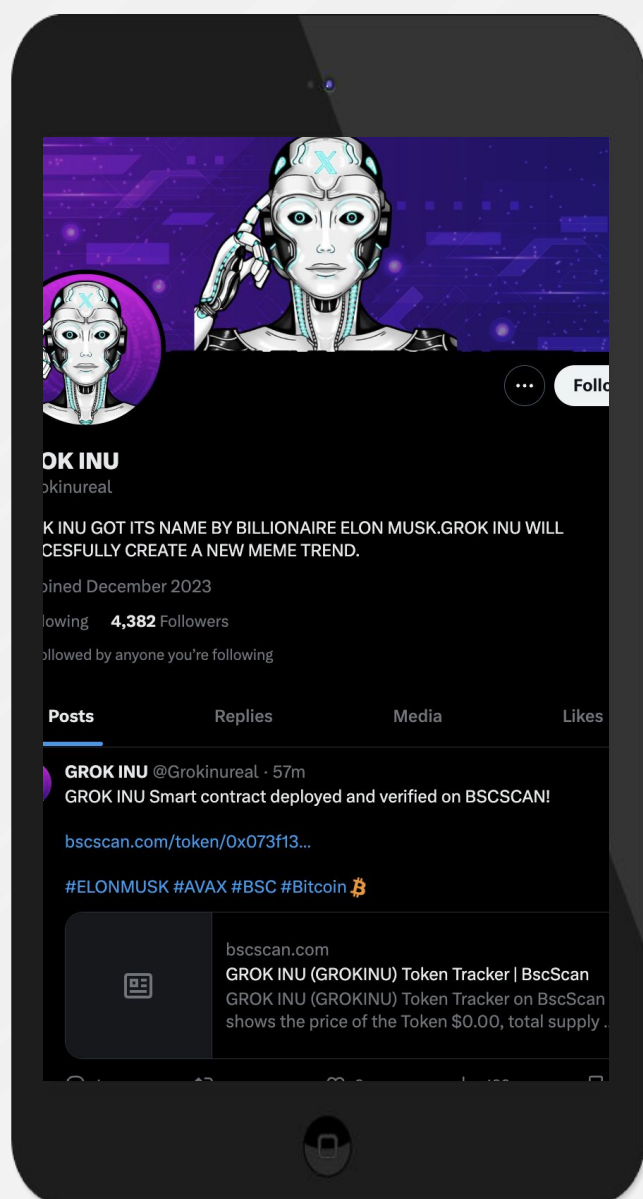 X
X
Follo
OK INU
okinureal
K INU GOT ITS NAME BY BILLIONAIRE ELON MUSK.GROK INU WILL
CESFULLY CREATE A NEW MEME TREND.
oined December 2023
lowing 4,382 Followers
ollowed by anyone you’re following
Posts Replies Media Likes
GROK INU @Grokinureal · 57m
GROK INU Smart contract deployed and verified on BSCSCAN!
bscscan.com/token/0x073f13...
#ELONMUSK #AVAX #BSC #Bitcoin
bscscan.com
GROK INU (GROKINU) Token Tracker | BscScan
GROK INU (GROKINU) Token Tracker on BscScan
shows the price of the Token $0.00, total supply ..